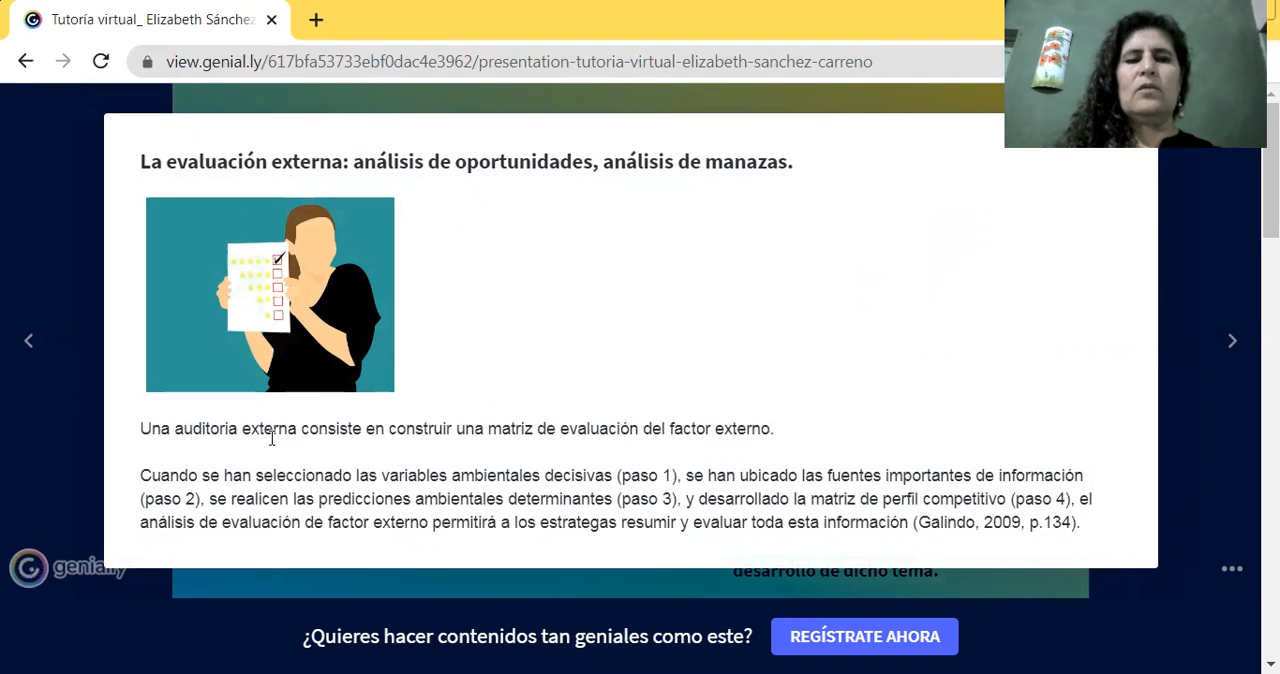 Tutoría virtual_ Elizabeth Sánchez
view.genial.ly/617bfa53733ebf0dac4e3962/presentation-tutoria-virtual-elizabeth-sanchez-carreno
La evaluación externa: análisis de oportunidades, análisis de manazas.
Una auditoria externa consiste en construir una matriz de evaluación del factor externo.
Cuando se han seleccionado las variables ambientales decisivas (paso 1), se han ubicado las fuentes importantes de información
(paso 2), se realicen las predicciones ambientales determinantes (paso 3), y desarrollado la matriz de perfil competitivo (paso 4), el
análisis de evaluación de factor externo permitirá a los estrategas resumir y evaluar toda esta información (Galindo, 2009, p.134).
genially
desarrollo de dicho tema.
¿Quieres hacer contenidos tan geniales como este?
REGÍSTRATE AHORA